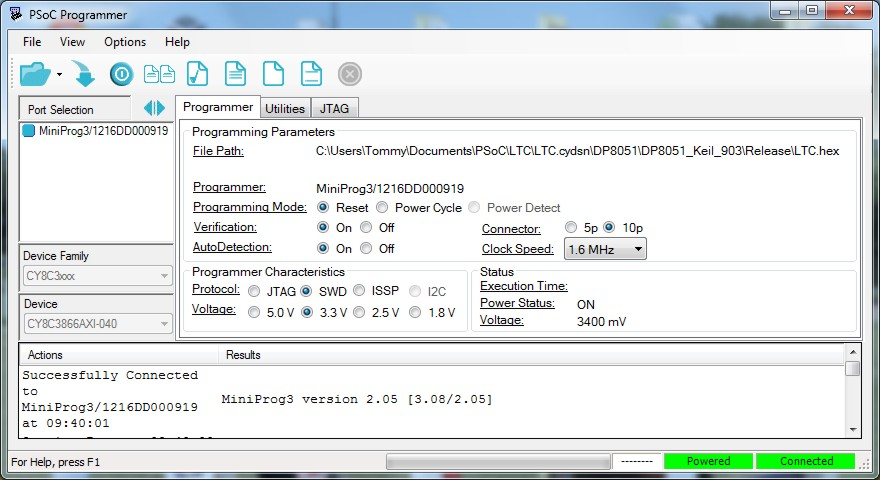 PSoC Programmer
File View Options Help
Port Selection
Programmer Utilities JTAG
MiniProg3/1216DD000919
Programming Parameters
File Path: C:\Users\Tommy\Documents\PSoC\LTC\LTC.cydsn\DP8051\DP8051_Keil_903\Release\LTC.hex
Programmer: MiniProg3/1216DD000919
Programming Mode: Reset Power Cycle Power Detect
Verification: On Off Connector: 5p 10p
AutoDetection: On Off Clock Speed: 1.6 MHz
Device Family
CY8C3xxx
Device
CY8C3866AXI-040
Programmer Characteristics
Protocol: JTAG SWD ISSP I2C
Voltage: 5.0 V 3.3 V 2.5 V 1.8 V
Status
Execution Time:
Power Status: ON
Voltage: 3400 mV
Actions Results
Successfully Connected
to
MiniProg3/1216DD000919
at 09:40:01
MiniProg3 version 2.05 [3.08/2.05]
For Help, press F1
--------
Powered
Connected